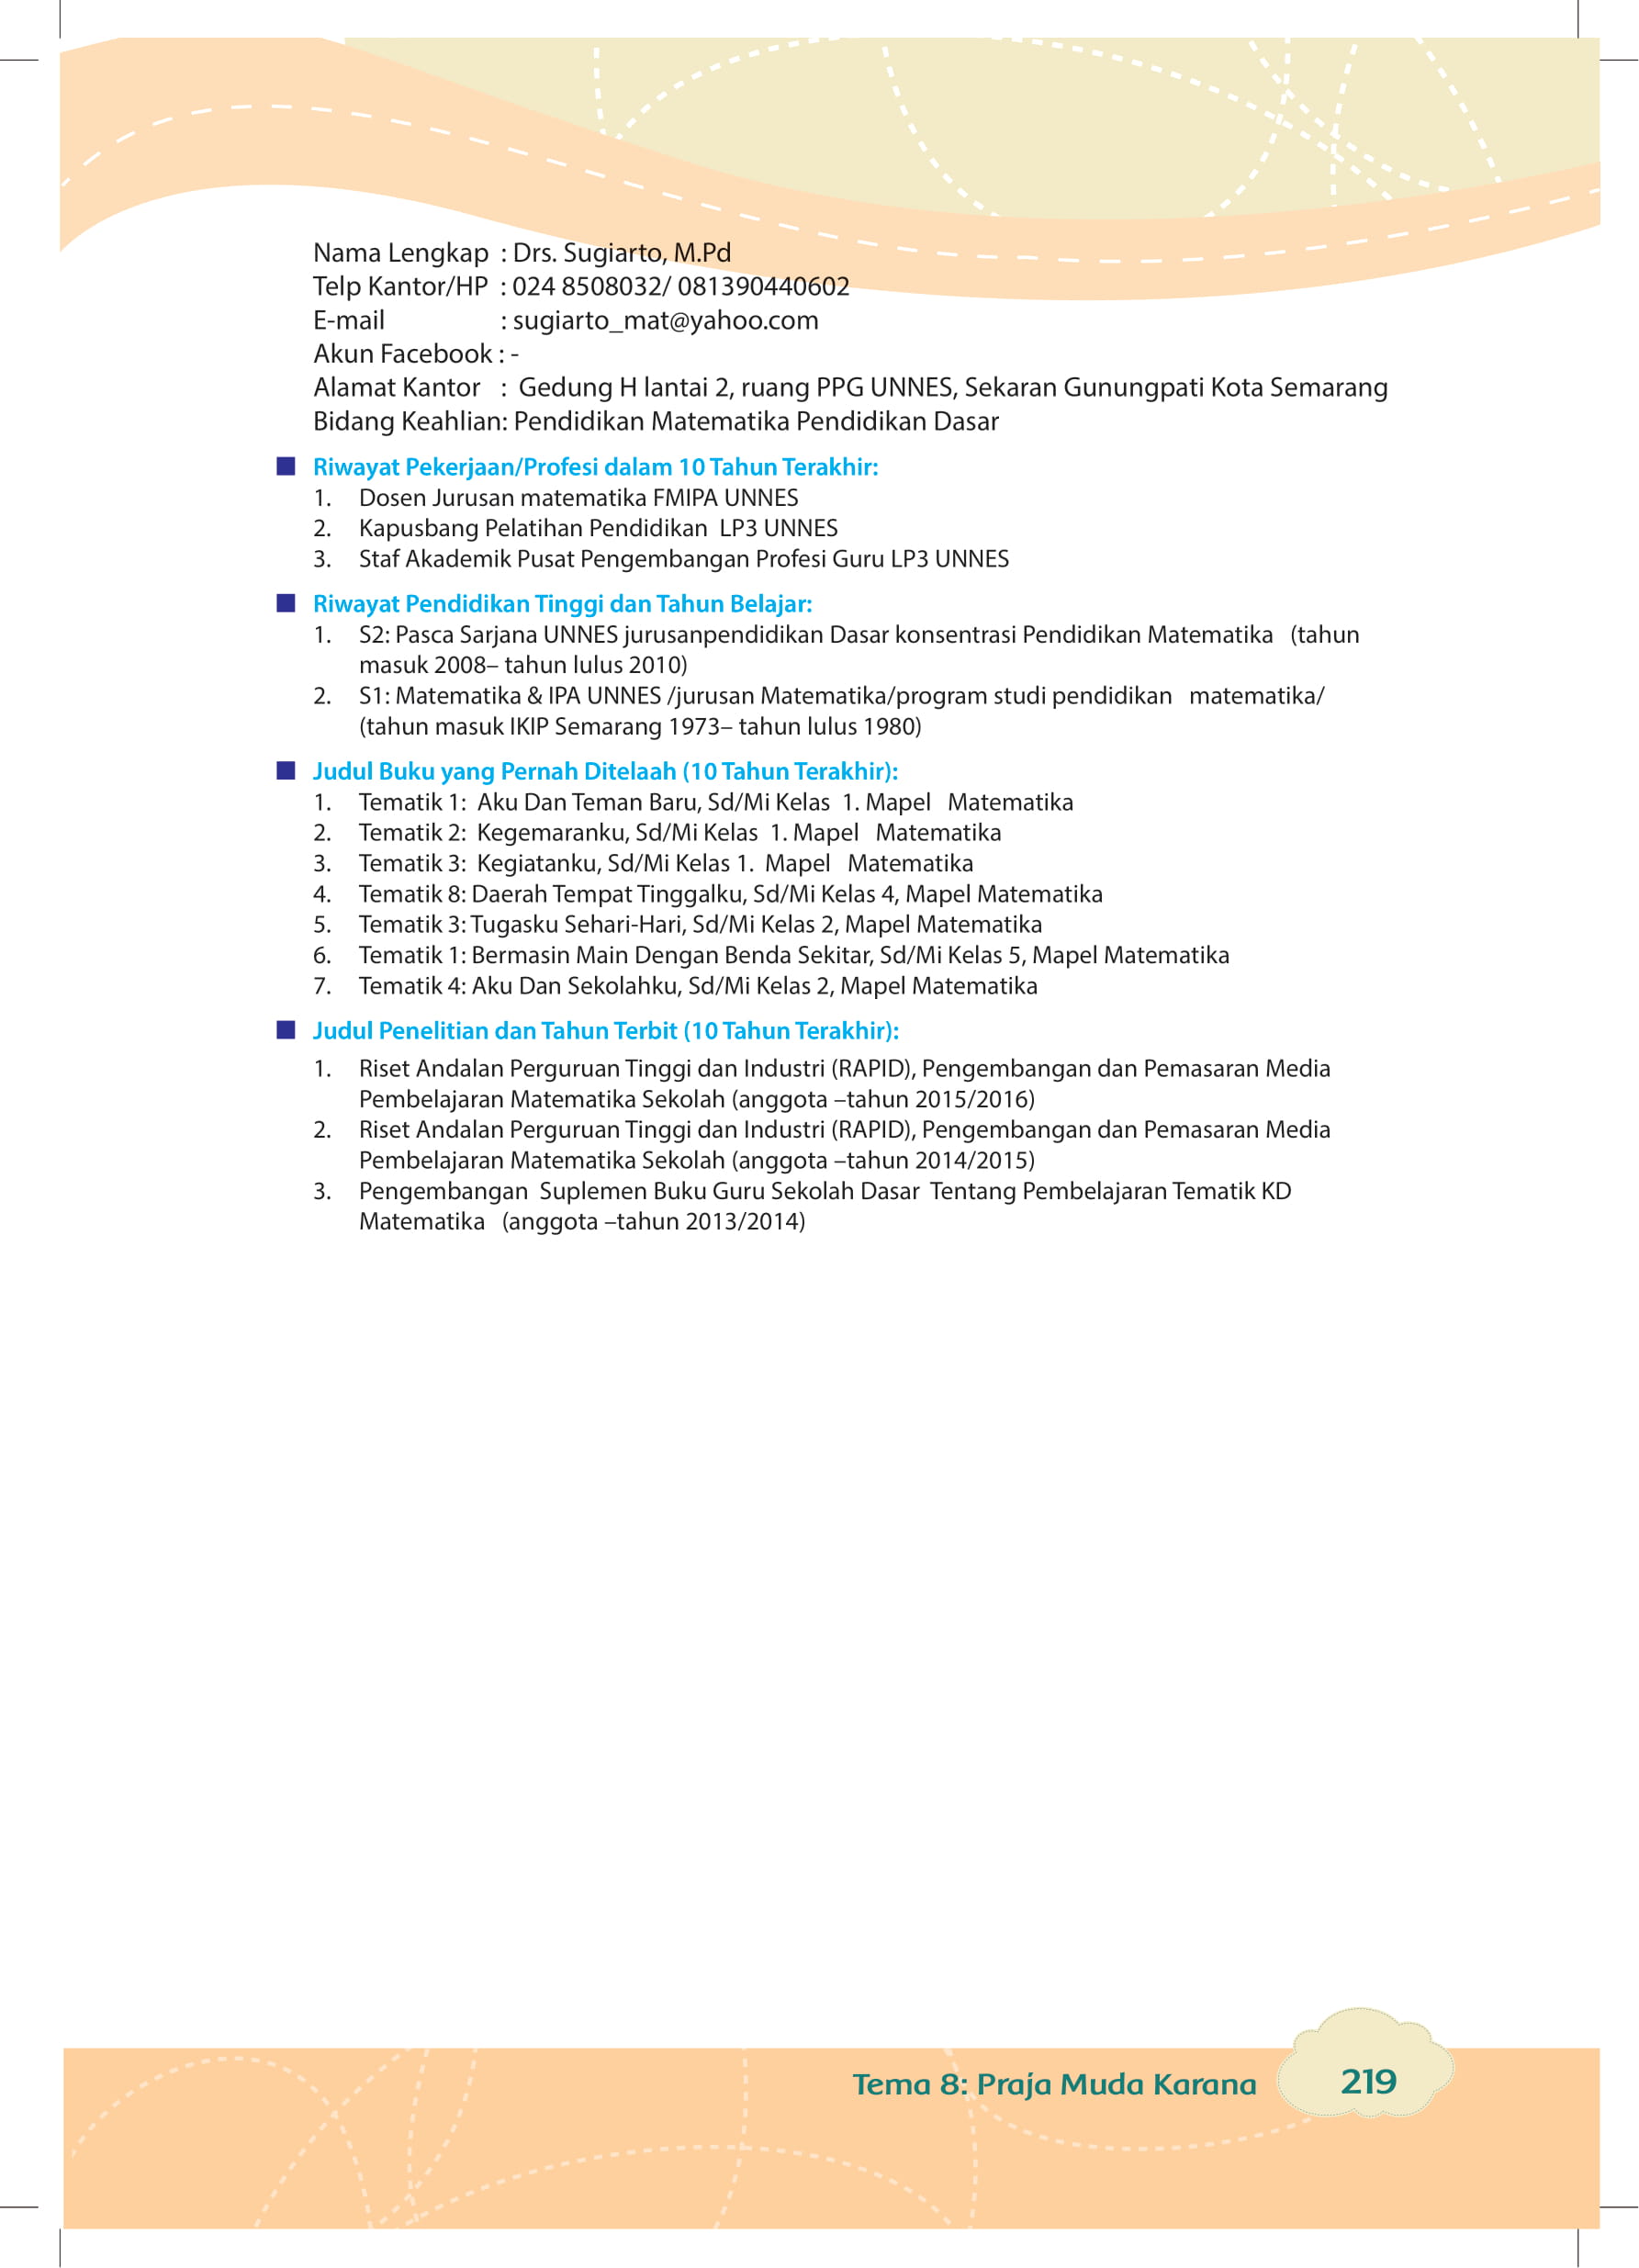 Nama Lengkap : Drs. Sugiarto, M.Pd
Telp Kantor/HP : 024 8508032/ 081390440602
E-mail : sugiarto_mat@yahoo.com
Akun Facebook : -
Alamat Kantor : Gedung H lantai 2, ruang PPG UNNES, Sekaran Gunungpati Kota Semarang
Bidang Keahlian: Pendidikan Matematika Pendidikan Dasar
Riwayat Pekerjaan/Profesi dalam 10 Tahun Terakhir:
1. Dosen Jurusan matematika FMIPA UNNES
2. Kapusbang Pelatihan Pendidikan LP3 UNNES
3. Staf Akademik Pusat Pengembangan Profesi Guru LP3 UNNES
Riwayat Pendidikan Tinggi dan Tahun Belajar:
1. S2: Pasca Sarjana UNNES jurusanpendidikan Dasar konsentrasi Pendidikan Matematika (tahun
masuk 2008– tahun lulus 2010)
2. S1: Matematika & IPA UNNES /jurusan Matematika/program studi pendidikan matematika/
(tahun masuk IKIP Semarang 1973– tahun lulus 1980)
Judul Buku yang Pernah Ditelaah (10 Tahun Terakhir):
1. Tematik 1: Aku Dan Teman Baru, Sd/Mi Kelas 1. Mapel Matematika
2. Tematik 2: Kegemaranku, Sd/Mi Kelas 1. Mapel Matematika
3. Tematik 3: Kegiatanku, Sd/Mi Kelas 1. Mapel Matematika
4. Tematik 8: Daerah Tempat Tinggalku, Sd/Mi Kelas 4, Mapel Matematika
5. Tematik 3: Tugasku Sehari-Hari, Sd/Mi Kelas 2, Mapel Matematika
6. Tematik 1: Bermasin Main Dengan Benda Sekitar, Sd/Mi Kelas 5, Mapel Matematika
7. Tematik 4: Aku Dan Sekolahku, Sd/Mi Kelas 2, Mapel Matematika
Judul Penelitian dan Tahun Terbit (10 Tahun Terakhir):
1. Riset Andalan Perguruan Tinggi dan Industri (RAPID), Pengembangan dan Pemasaran Media
Pembelajaran Matematika Sekolah (anggota –tahun 2015/2016)
2. Riset Andalan Perguruan Tinggi dan Industri (RAPID), Pengembangan dan Pemasaran Media
Pembelajaran Matematika Sekolah (anggota –tahun 2014/2015)
3. Pengembangan Suplemen Buku Guru Sekolah Dasar Tentang Pembelajaran Tematik KD
Matematika (anggota –tahun 2013/2014)
Tema 8: Praja Muda Karana 219